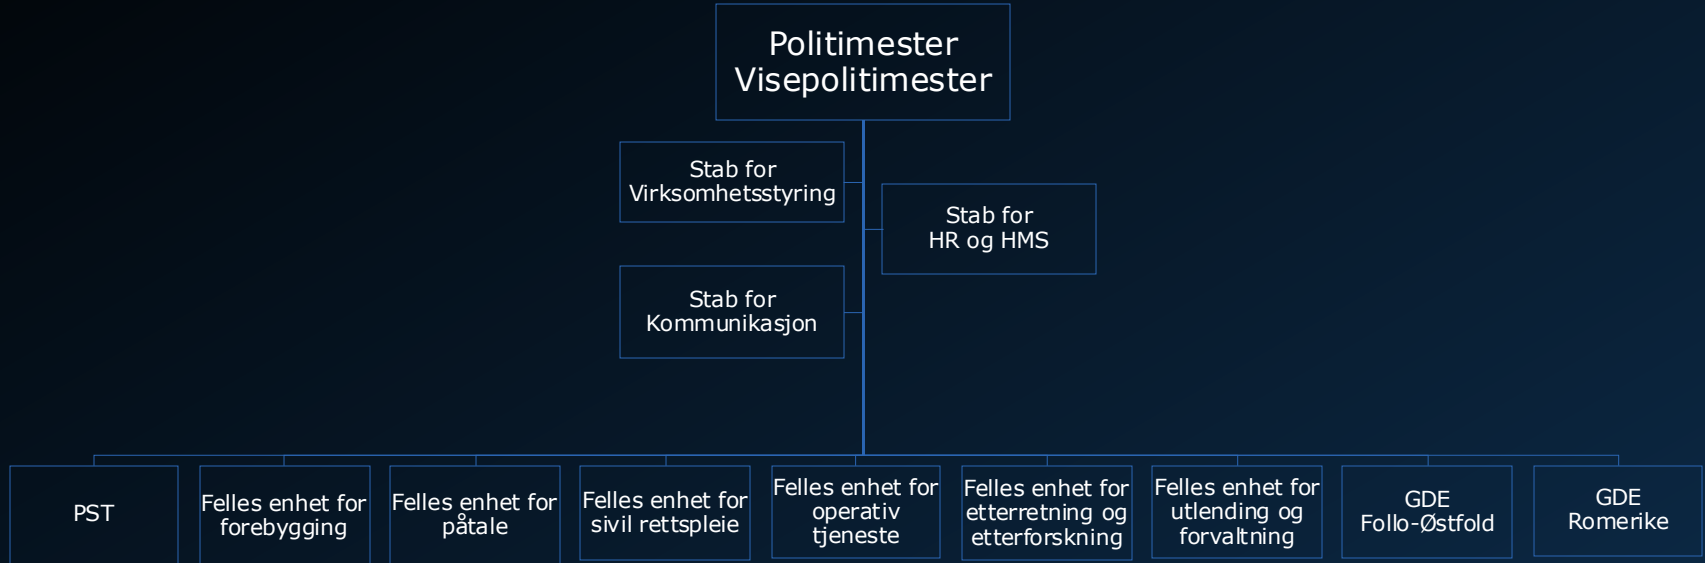 Politimester
Visepolitimester
Stab for
Virksomhetsstyring
Stab for
HR og HMS
Stab for
Kommunikasjon
PST
Felles enhet for
forebygging
Felles enhet for
påtale
Felles enhet for
sivil rettspleie
Felles enhet for
operativ
tjeneste
Felles enhet for
etterretning og
etterforskning
Felles enhet for
utlending og
forvaltning
GDE
Follo-Østfold
GDE
Romerike